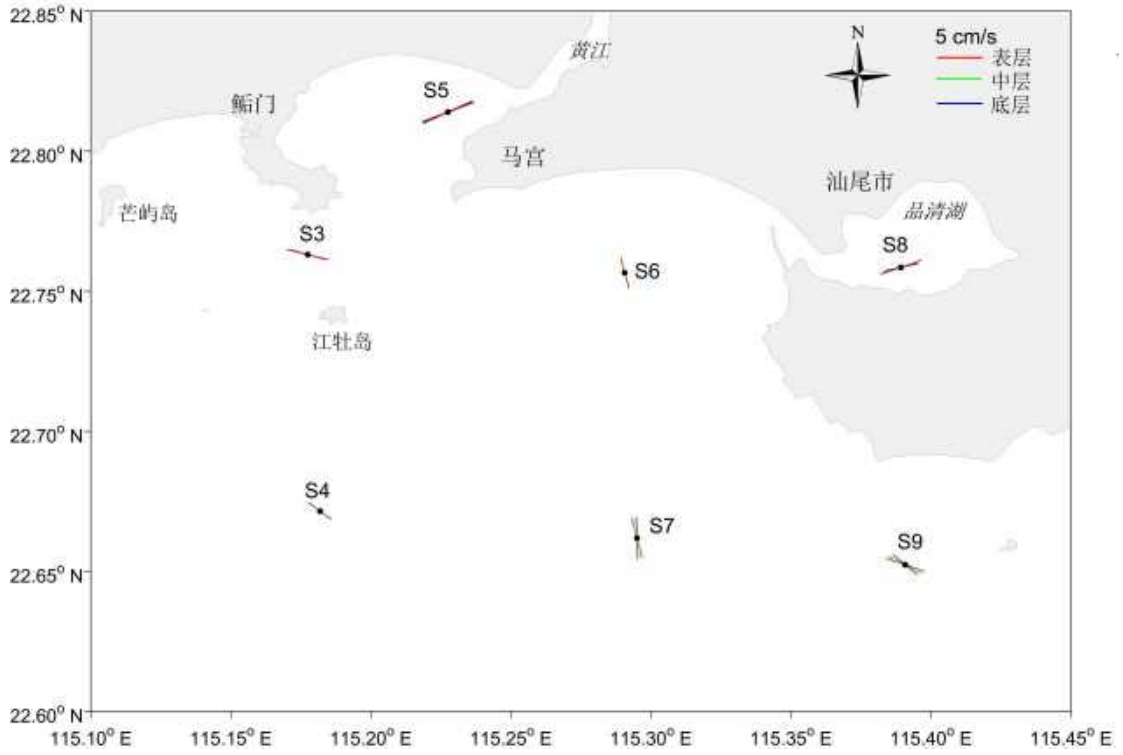 22.85° N
22.80° N
22.75° N
22.70° N
22.65° N
22.60° N
115.10° E
115.15° E
115.20° E
115.25° E
115.30° E
115.35° E
115.40° E
115.45° E
N
5 cm/s
表层
中层
底层
黄江
S5
鲘门
马宫
汕尾市
品清湖
芒屿岛
S3
S6
S8
江牡岛
S4
S7
S9